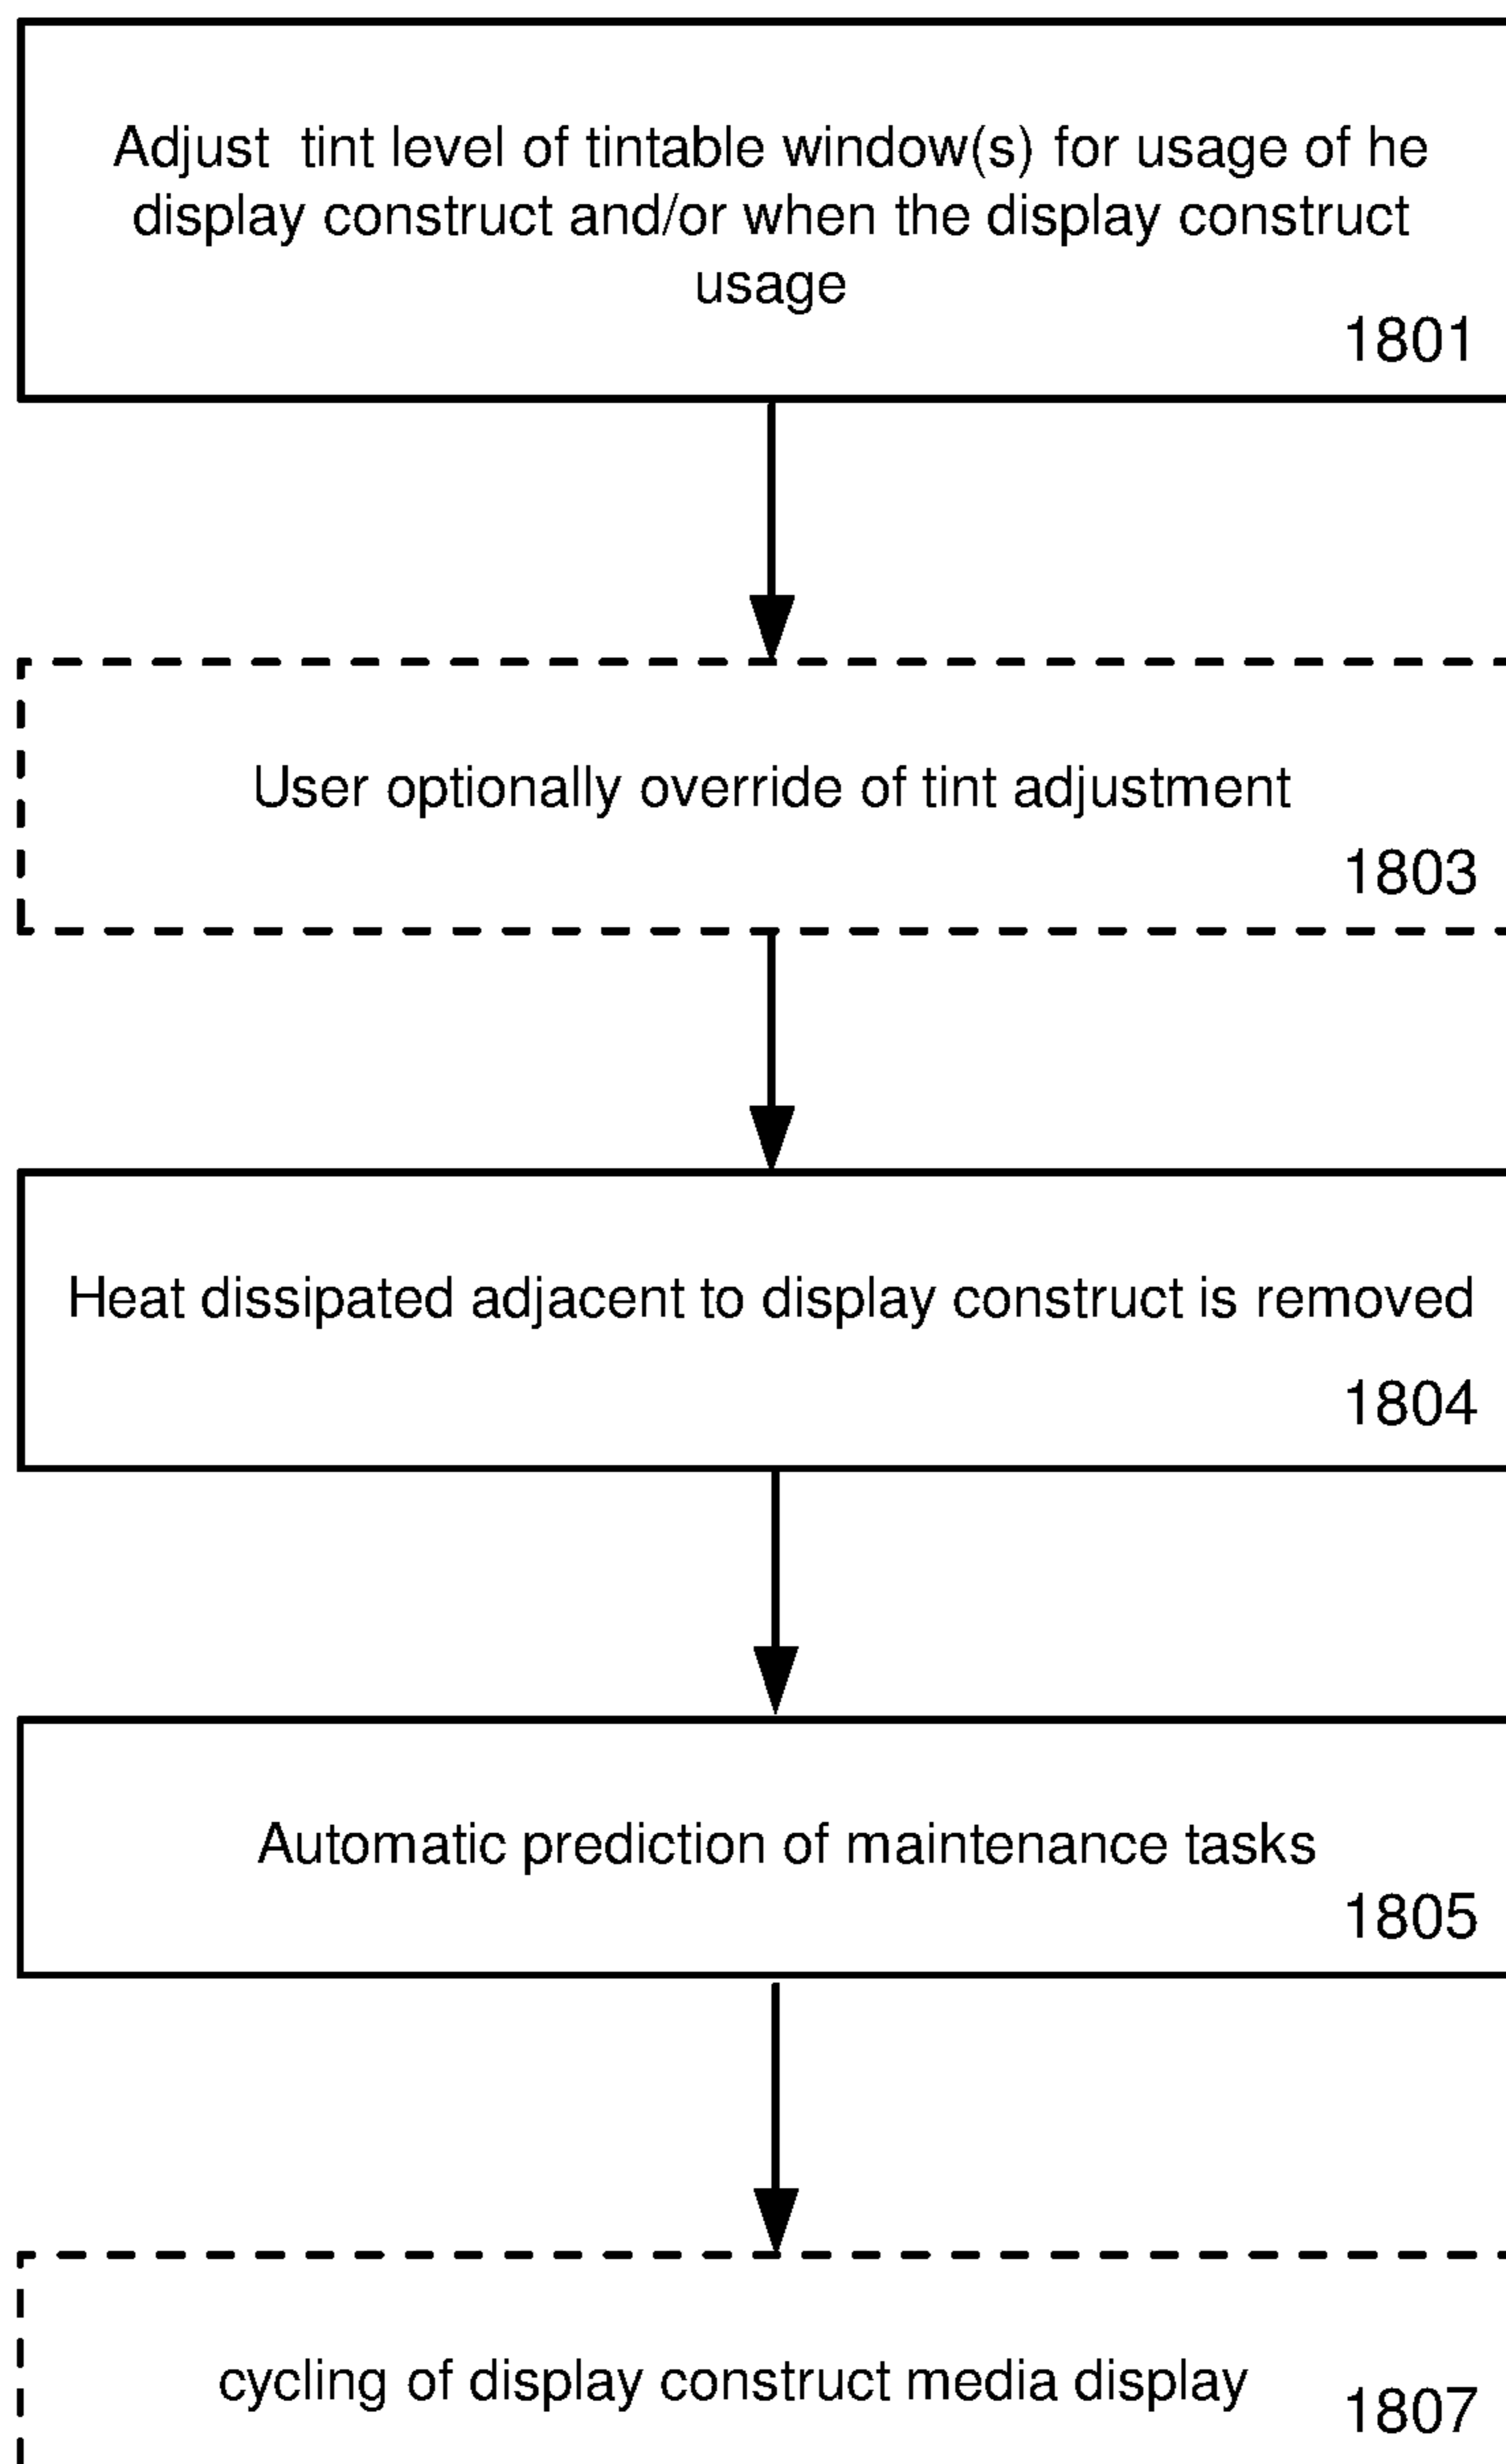 Adjust tint level of tintable window(s) for usage of he
display construct and/or when the display construct
usage
1801
User optionally override of tint adjustment
1803
Heat dissipated adjacent to display construct is removed
1804
Automatic prediction of maintenance tasks
1805
cycling of display construct media display
1807